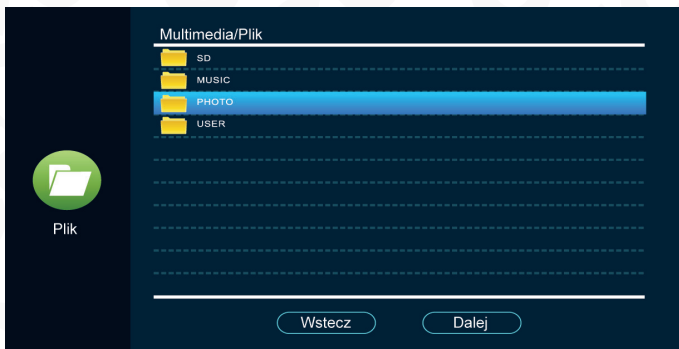 Multimedia/Plik
SD
MUSIC
PHOTO
USER
Plik
Wstecz
Dalej